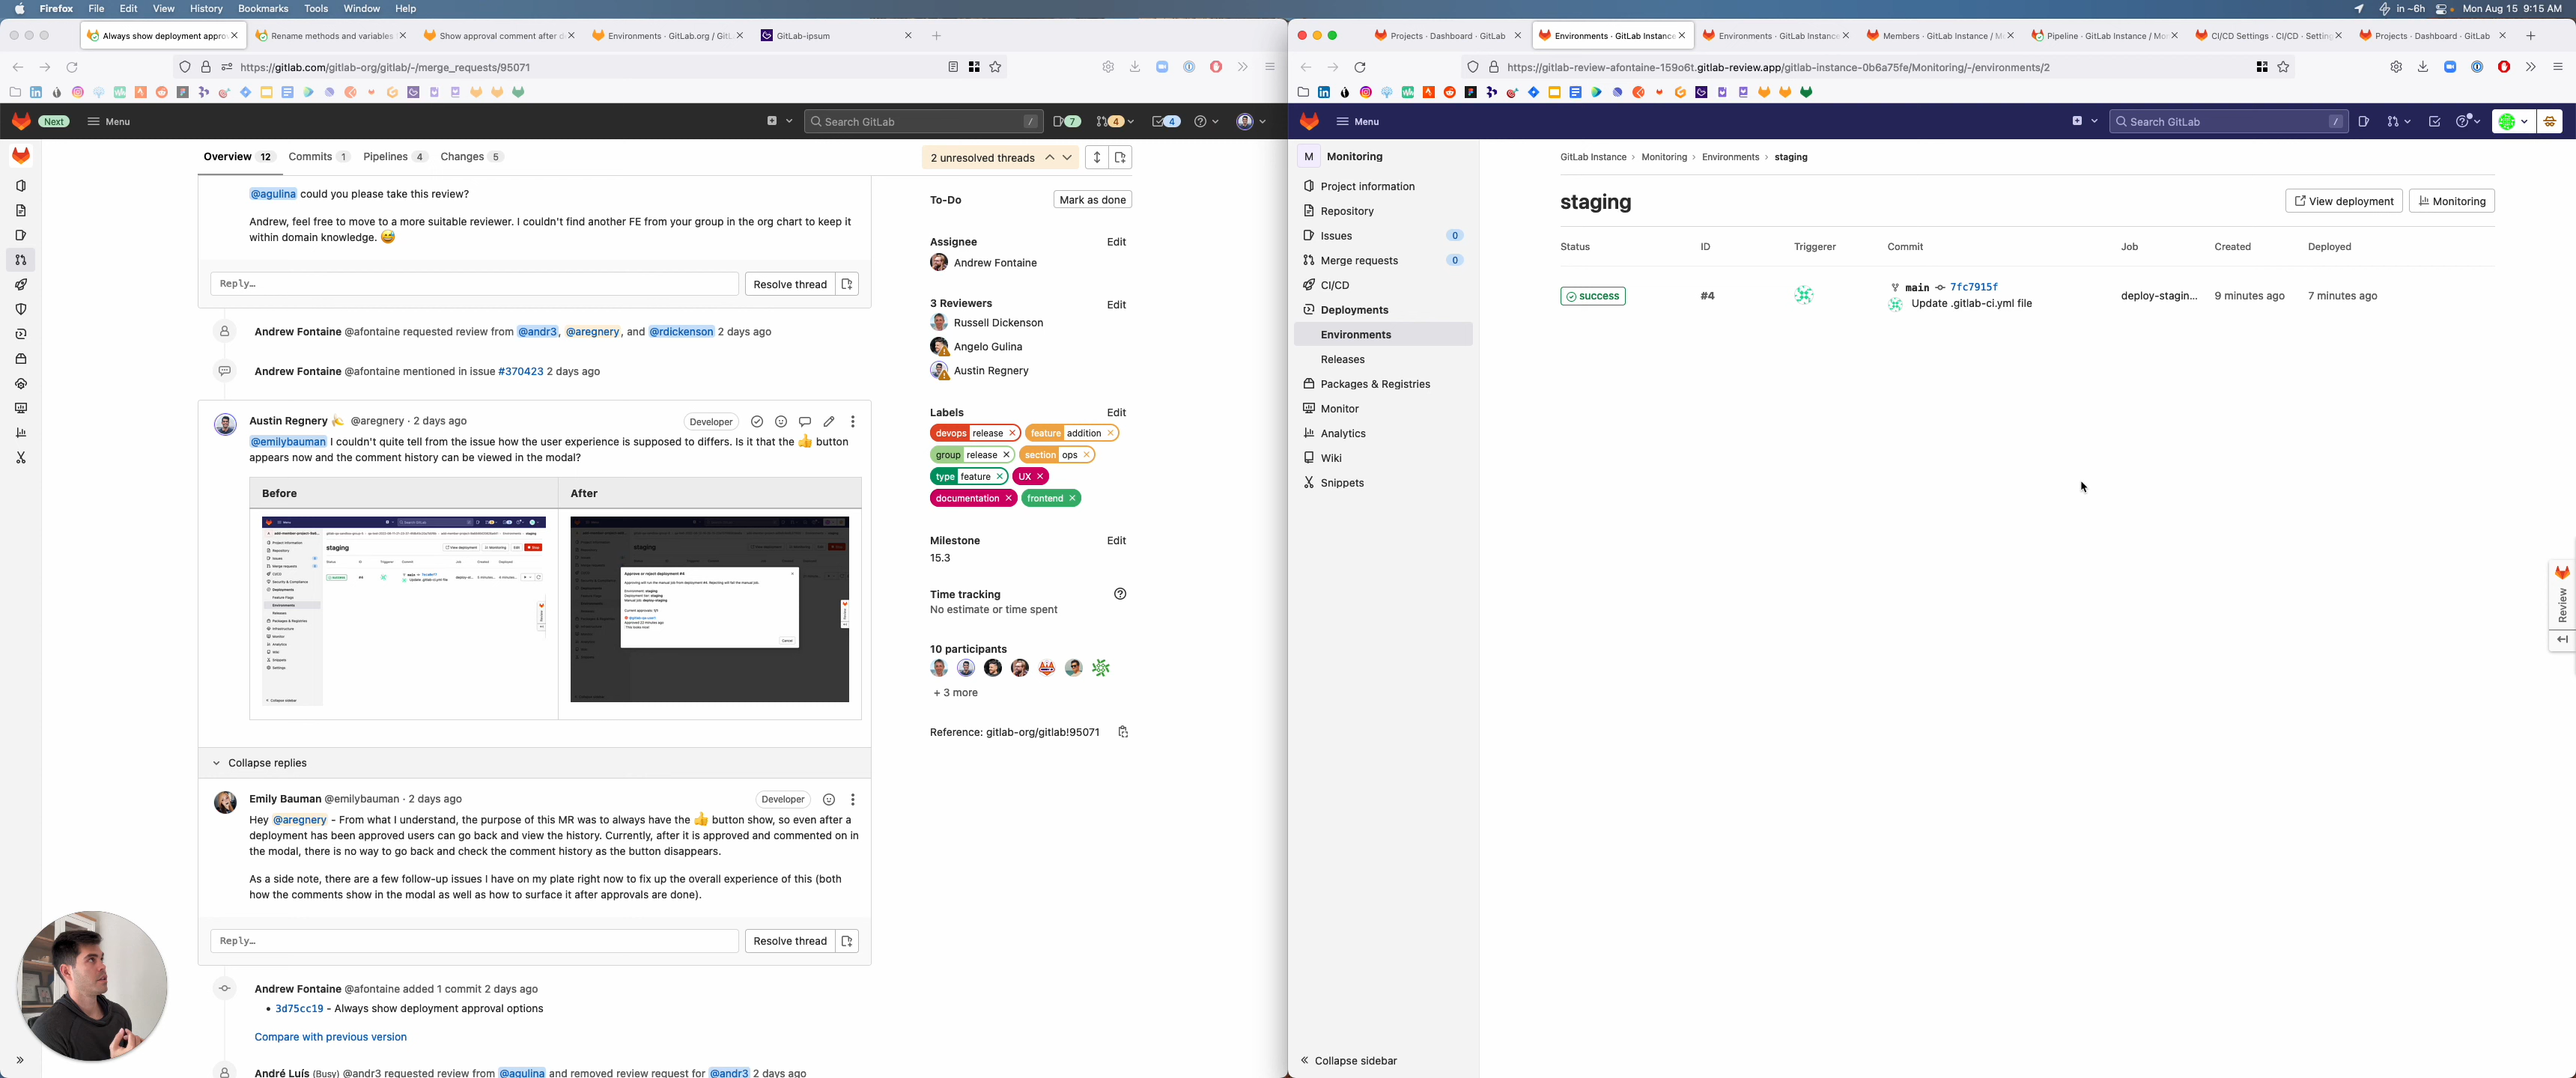 Firefox File Edit View History Bookmarks Tools Window Help
in ~6h Mon Aug 15 9:15 AM
Always show deployment appro
Rename methods and variables
Show approval comment after d
Environments · GitLab.org / GitL
GitLab-ipsum
https://gitlab.com/gitlab-org/gitlab/-/merge_requests/95071
Next Menu
Search GitLab /
7 4 4
Overview 12 Commits 1 Pipelines 4 Changes 5
2 unresolved threads
@agulina could you please take this review?
Andrew, feel free to move to a more suitable reviewer. I couldn't find another FE from your group in the org chart to keep it
within domain knowledge. 😅
Reply…
Resolve thread
Andrew Fontaine @afontaine requested review from @andr3, @aregnery, and @rdickenson 2 days ago
Andrew Fontaine @afontaine mentioned in issue #370423 2 days ago
Austin Regnery @aregnery · 2 days ago
Developer
@emilybauman I couldn't quite tell from the issue how the user experience is supposed to differs. Is it that the 👍 button
appears now and the comment history can be viewed in the modal?
Before After
staging
Approve or reject deployment #4
Collapse replies
Emily Bauman @emilybauman · 2 days ago
Developer
Hey @aregnery - From what I understand, the purpose of this MR was to always have the 👍 button show, so even after a
deployment has been approved users can go back and view the history. Currently, after it is approved and commented on in
the modal, there is no way to go back and check the comment history as the button disappears.
As a side note, there are a few follow-up issues I have on my plate right now to fix up the overall experience of this (both
how the comments show in the modal as well as how to surface it after approvals are done).
Reply…
Resolve thread
Andrew Fontaine @afontaine added 1 commit 2 days ago
• 3d75cc19 - Always show deployment approval options
Compare with previous version
André Luís (Busy) @andr3 requested review from @agulina and removed review request for @andr3 2 days ago
To-Do
Mark as done
Assignee Edit
Andrew Fontaine
3 Reviewers Edit
Russell Dickenson
Angelo Gulina
Austin Regnery
Labels Edit
devops release feature addition
group release section ops
type feature UX
documentation frontend
Milestone Edit
15.3
Time tracking
No estimate or time spent
10 participants
+ 3 more
Reference: gitlab-org/gitlab!95071
Projects · Dashboard · GitLab
Environments · GitLab Instance
Environments · GitLab Instance
Members · GitLab Instance / M
Pipeline · GitLab Instance / Mo
CI/CD Settings · CI/CD · Setting
Projects · Dashboard · GitLab
https://gitlab-review-afontaine-159o6t.gitlab-review.app/gitlab-instance-0b6a75fe/Monitoring/-/environments/2
Menu
Search GitLab /
M Monitoring
Project information
Repository
Issues 0
Merge requests 0
CI/CD
Deployments
Environments
Releases
Packages & Registries
Monitor
Analytics
Wiki
Snippets
Collapse sidebar
GitLab Instance › Monitoring › Environments › staging
staging
View deployment
Monitoring
Status ID Triggerer Commit Job Created Deployed
success #4 main 7fc7915f deploy-stagin... 9 minutes ago 7 minutes ago
Update .gitlab-ci.yml file
Review